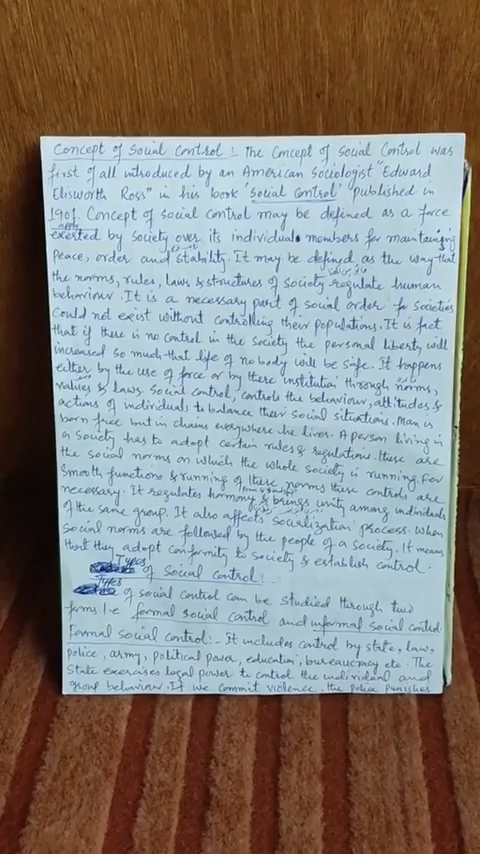 Concept of Social Control :- The Concept of Social "Control was
first of all introduced by an American Sociologist "Edward
Elisworth Ross" in his book 'Social Control' published in
1901. Concept of social control may be defined as a force
apply
exerted by society over its individuals members for maintaining
Peace, order and stability. It may be defined as the way that
the norms, rules, laws & structures of society regulate human
behaviour. It is a necessary part of social order for societies
Could not exist without controlling their populations. It is fact
that if there is no control in the society the personal liberty will
increased so much that life of nobody will be safe. It happens
either by the use of force or by these institution through norms,
values & laws. Social control, controls the behaviour, attitudes &
actions of individuals to balance their social situations. Man is
born free but in chains everywhere he lives. A person living in
a society has to adopt certain rules & regulations. these are
the social norms on which the whole society is running. For
Smooth functions & running of these norms these controls are
necessary. It regulates harmony & brings unity among individuals
of the same group. It also affects Socialization process. When
social norms are followed by the people of a society. It means
that they adopt conformity to society & establish control.
Types
of Social Control :-
Types
of social control can be studied through two
forms i.e formal social control and informal social control.
Formal social control :- It includes control by state, law,
police, army, political power, education, bureaucracy etc. The
State exercises legal power to control the individual and
group behaviour. If we commit violence, the police punishes